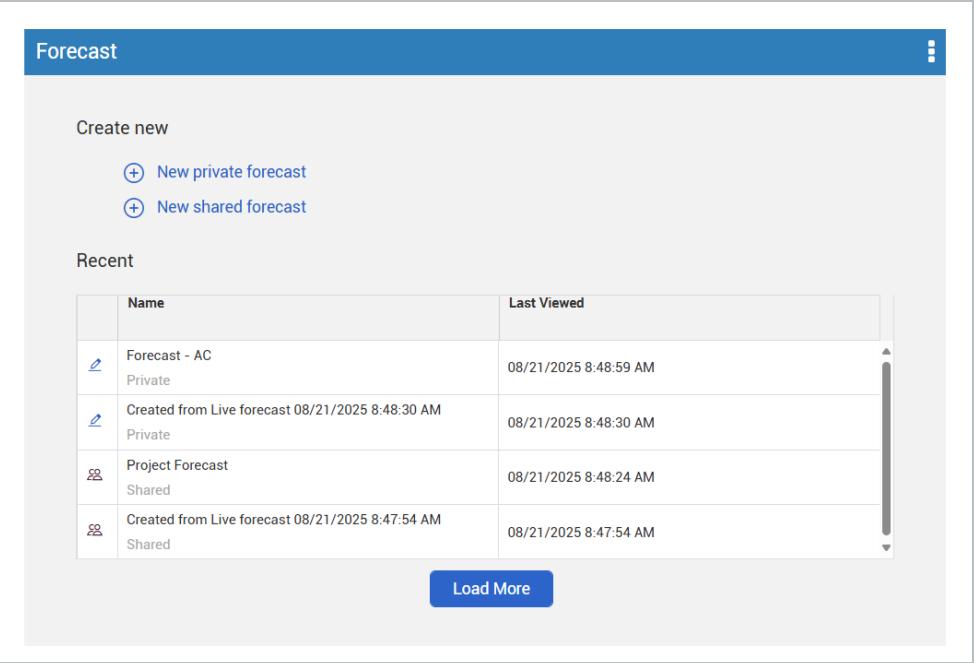 Forecast
Create new
New private forecast
New shared forecast
Recent
Name Last Viewed
Forecast - AC
Private
08/21/2025 8:48:59 AM
Created from Live forecast 08/21/2025 8:48:30 AM
Private
08/21/2025 8:48:30 AM
Project Forecast
Shared
08/21/2025 8:48:24 AM
Created from Live forecast 08/21/2025 8:47:54 AM
Shared
08/21/2025 8:47:54 AM
Load More